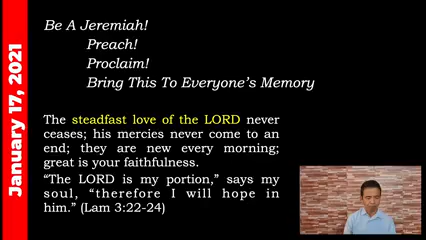 January 17, 2021
Be A Jeremiah!
Preach!
Proclaim!
Bring This To Everyone's Memory
The steadfast love of the LORD never
ceases; his mercies never come to an
end; they are new every morning;
great is your faithfulness.
“The LORD is my portion,” says my
soul, “therefore I will hope in
him.” (Lam 3:22-24)